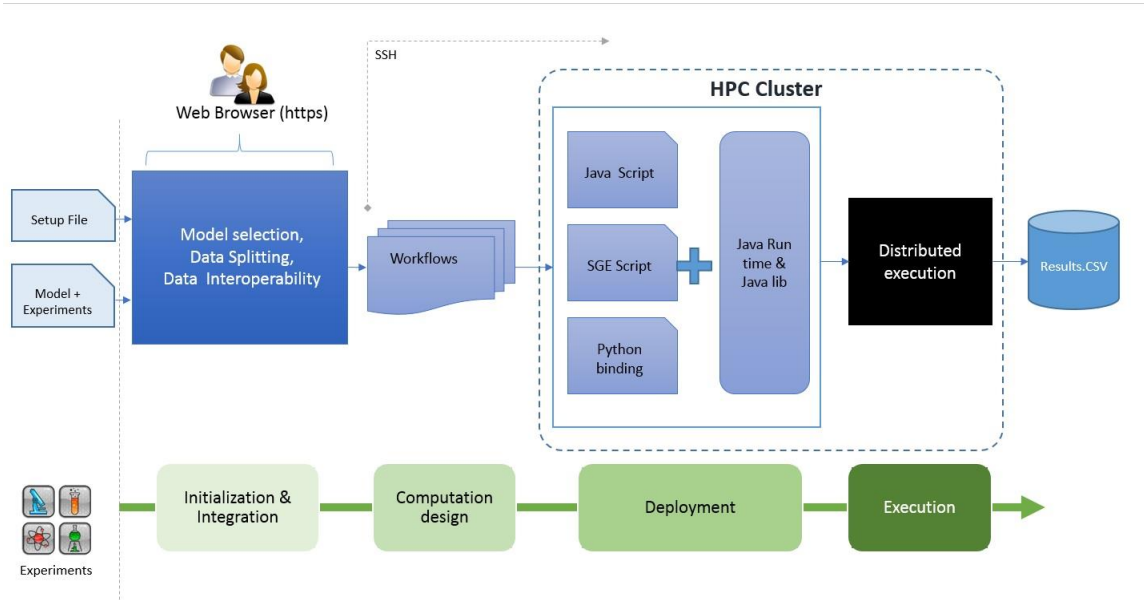 SSH
HPC Cluster
Web Browser (https)
Setup File
Model +
Experiments
Model selection,
Data Splitting,
Data Interoperability
Workflows
Java Script
SGE Script
Python
binding
Java Run
time &
Java lib
Distributed
execution
Results.CSV
Initialization &
Integration
Computation
design
Deployment
Execution
Experiments